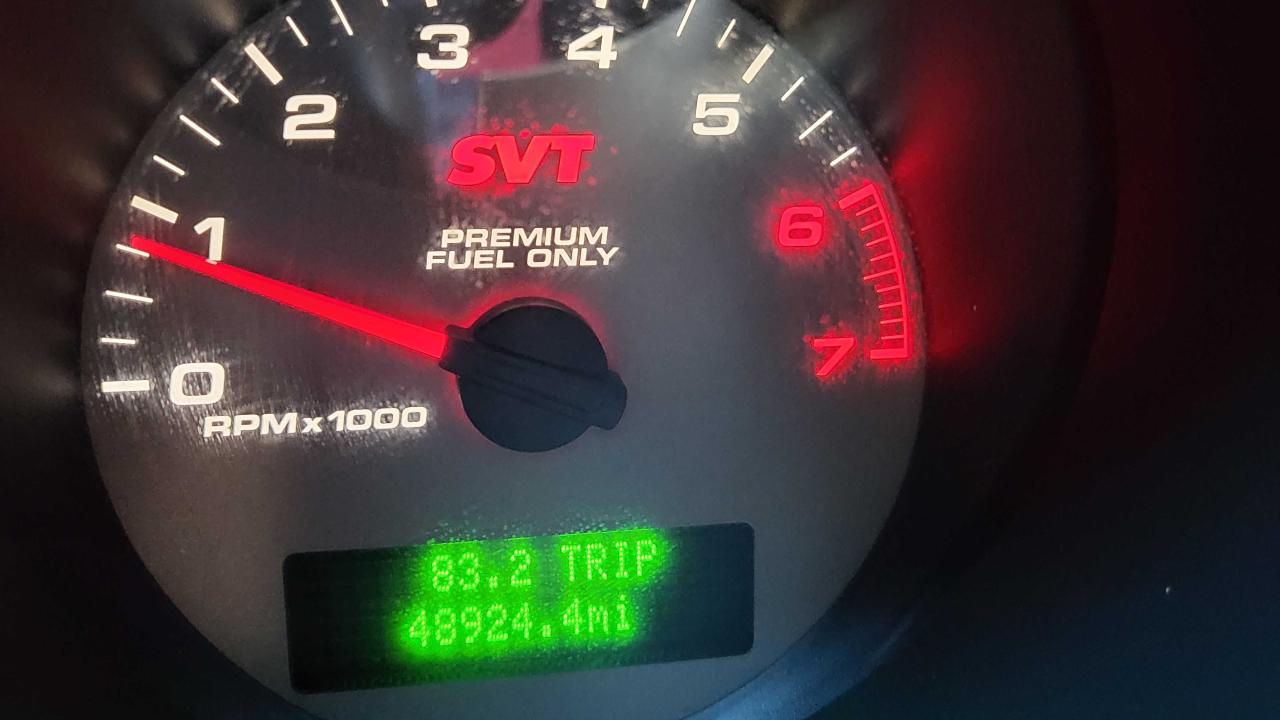 3 4
2 5
SVT
1 PREMIUM 6
FUEL ONLY
0 7
RPM x 1000
83.2 TRIP
48924.4mi